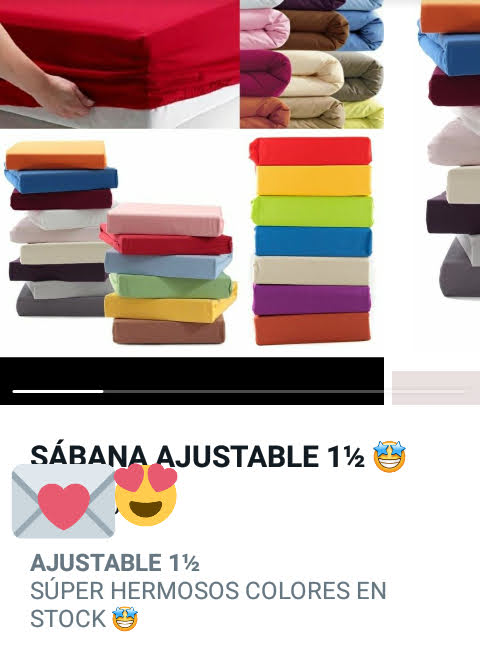 SÁBANA AJUSTABLE 1½ 🤩
AJUSTABLE 1½
SÚPER HERMOSOS COLORES EN
STOCK 🤩